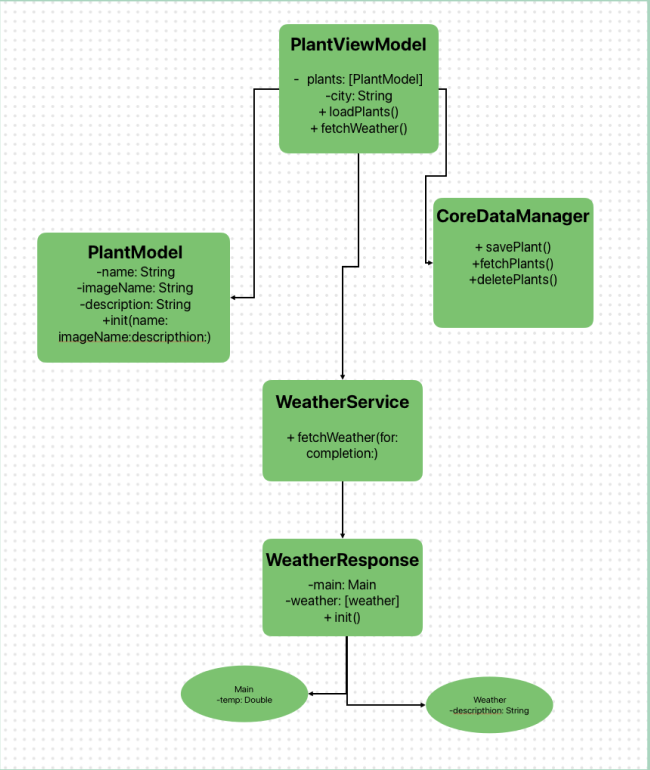 PlantViewModel
- plants: [PlantModel]
-city: String
+ loadPlants()
+ fetchWeather()
CoreDataManager
+ savePlant()
+fetchPlants()
+deletePlants()
PlantModel
-name: String
-imageName: String
-description: String
+init(name:
imageName:descripthion:)
WeatherService
+ fetchWeather(for:
completion:)
WeatherResponse
-main: Main
-weather: [weather]
+ init()
Main
-temp: Double
Weather
-descripthion: String